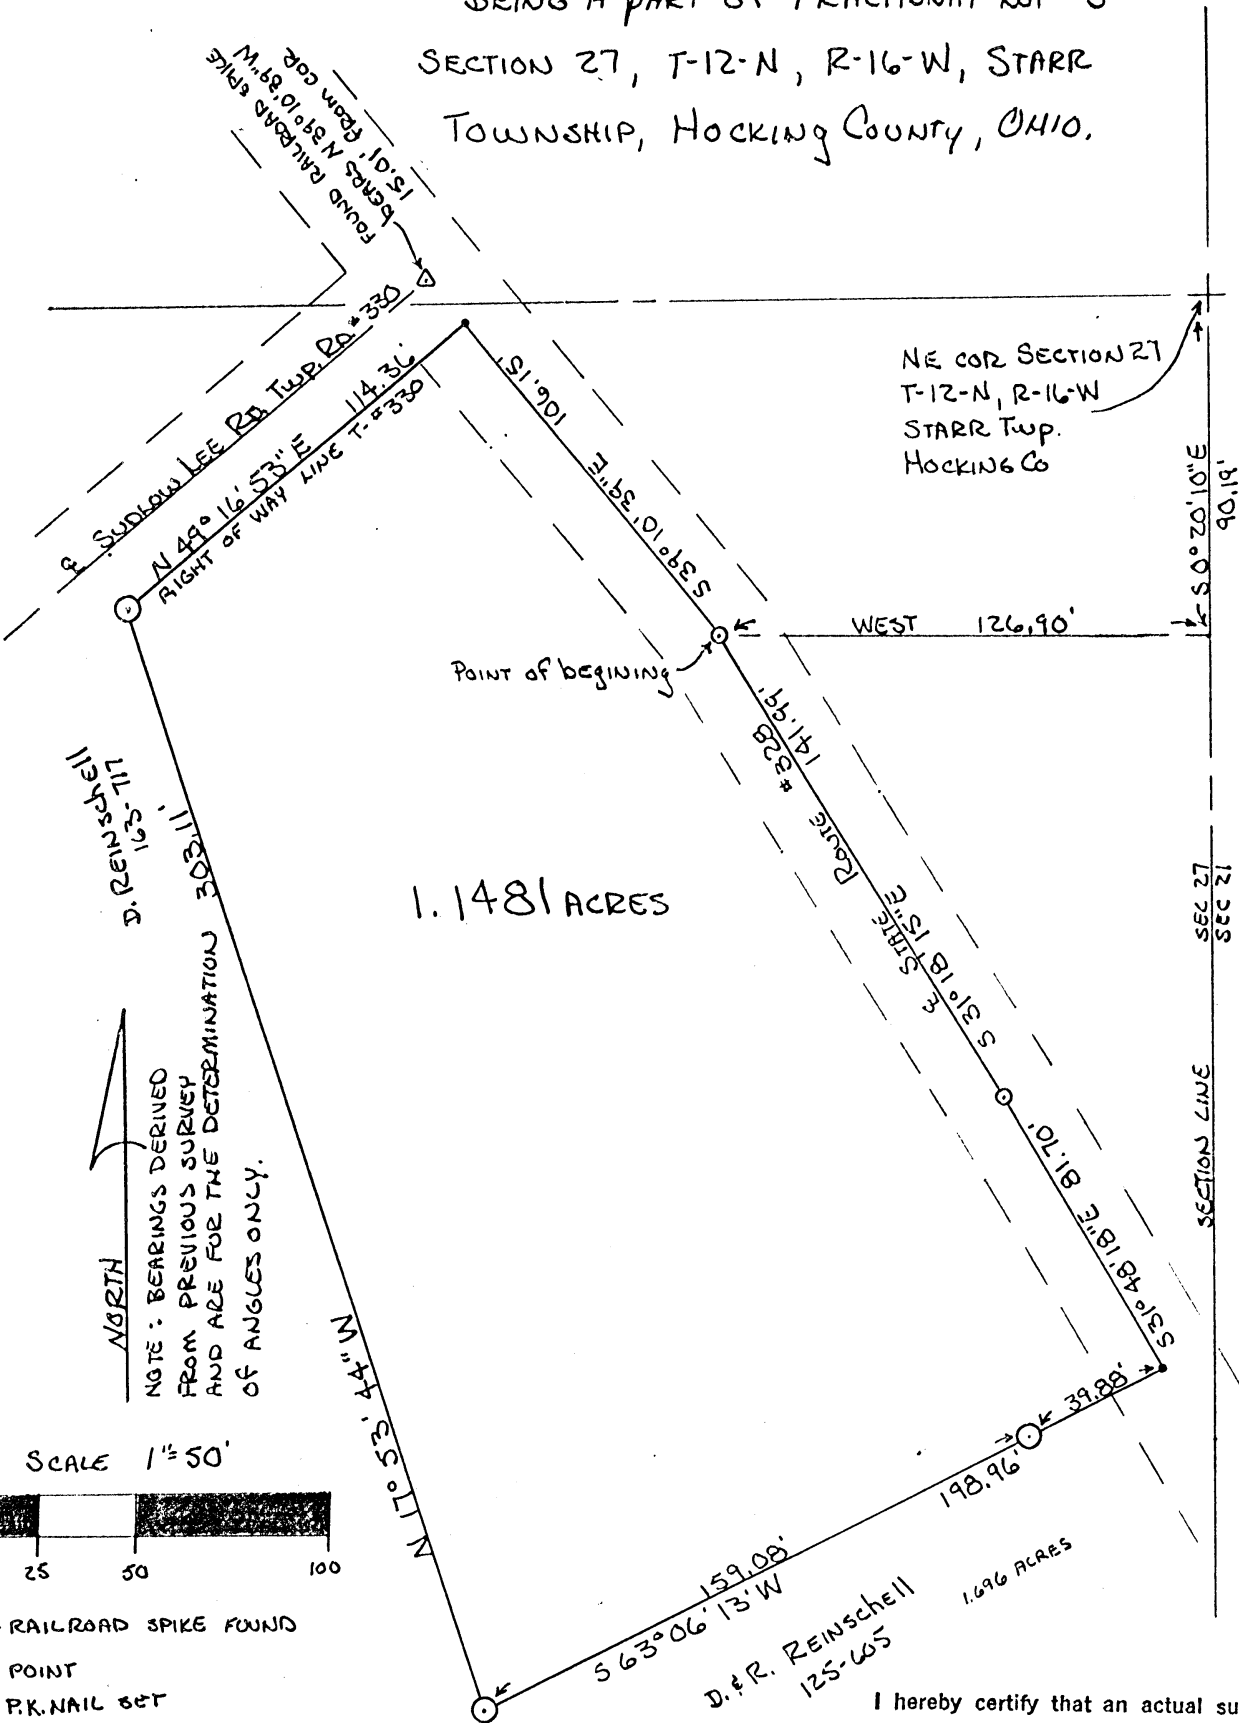 BEING A PART OF FRACTIONAL LOT
SECTION 27, T-12-N, R-16-W, STARR
TOWNSHIP, HOCKING COUNTY, OHIO.
FOUND RAILROAD SPIKE
BEARS N 39° 10' 39" W
15.01' FROM COR
NE COR SECTION 27
T-12-N, R-16-W
STARR TWP.
HOCKING CO
S 0° 20' 10" E
90.19'
℄ SUDLOW LEE RD. TWP. RD. #330
N 49° 16' 53" E 114.36'
RIGHT OF WAY LINE T-#330
106.15'
S 39° 10' 39" E
WEST 126.90'
POINT OF BEGINING
141.99'
℄ STATE ROUTE #328
S 31° 18' 15" E
D. REINSCHELL
163-717
303.11'
N 17° 53' 44" W
1.1481 ACRES
SEC 27
SEC 21
SECTION LINE
NORTH
NOTE: BEARINGS DERIVED
FROM PREVIOUS SURVEY
AND ARE FOR THE DETERMINATION
OF ANGLES ONLY.
S 31° 48' 18" E 81.70'
39.88'
198.96'
159.08'
S 63° 06' 13' W
D. & R. REINSCHELL
125-605
1.696 ACRES
SCALE 1"=50'
25 50 100
RAILROAD SPIKE FOUND
POINT
P.K. NAIL SET
I hereby certify that an actual su